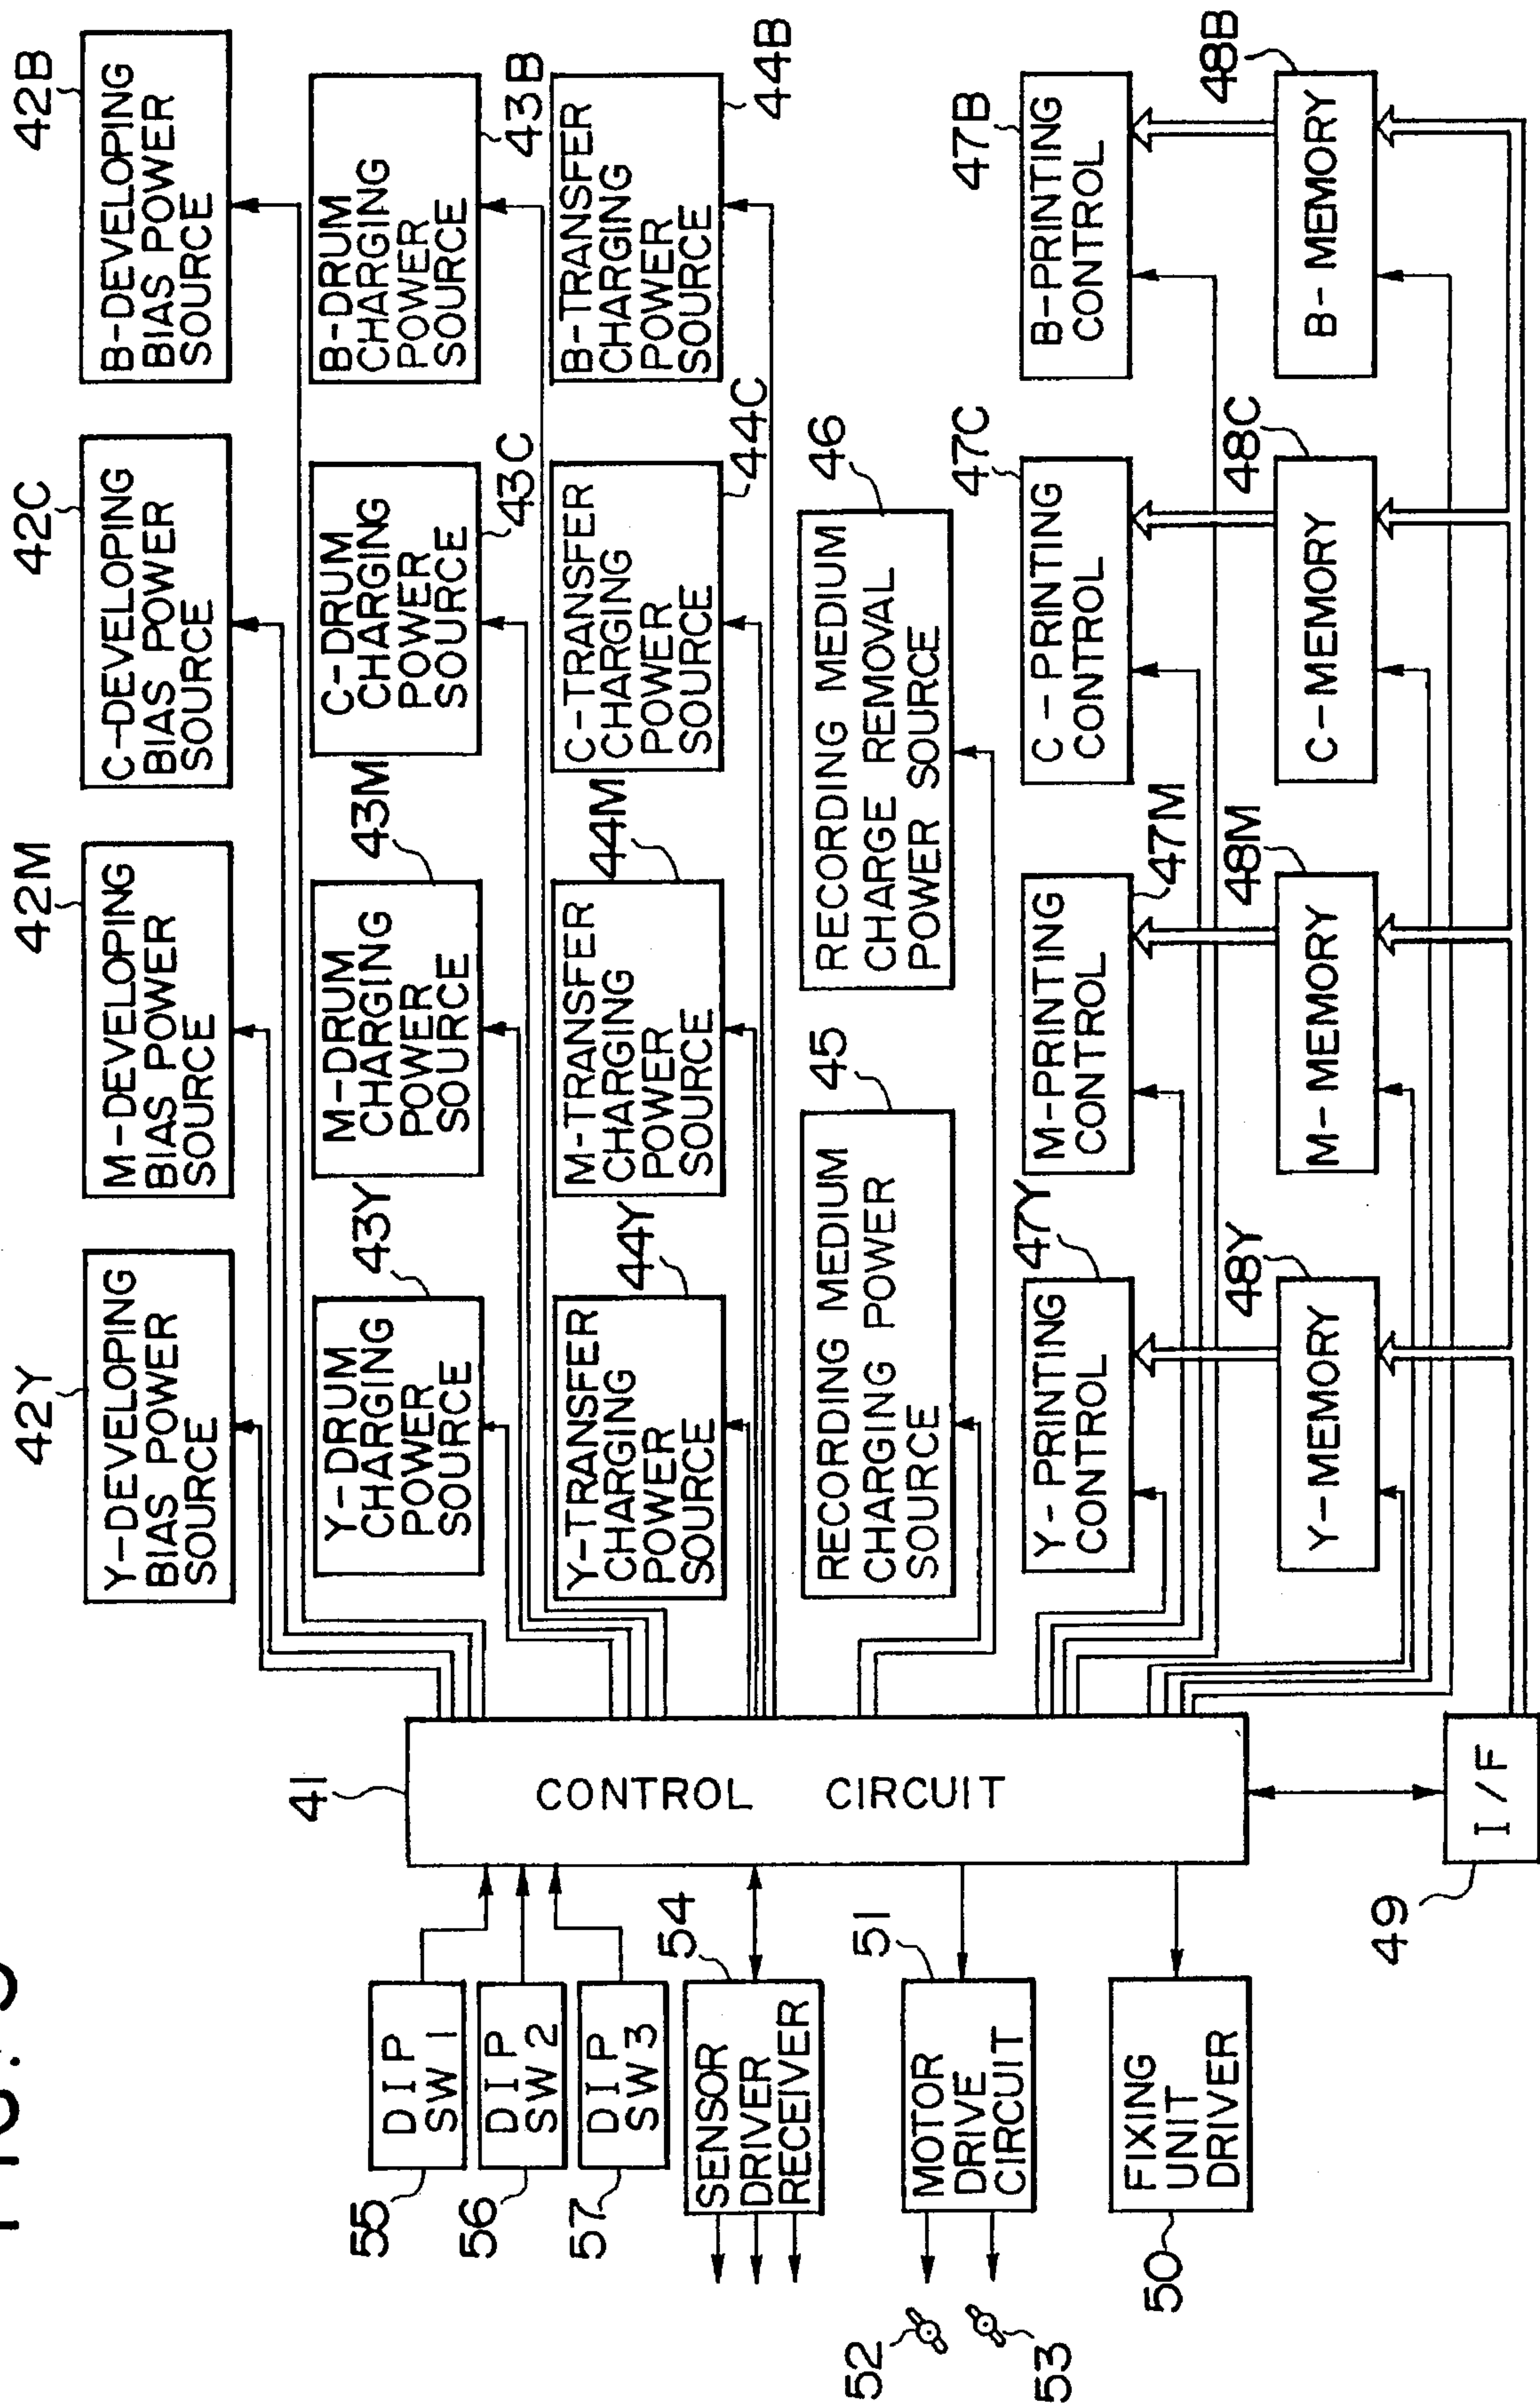 42Y
42M
42C
42B
Y-DEVELOPING
BIAS POWER
SOURCE
M-DEVELOPING
BIAS POWER
SOURCE
C-DEVELOPING
BIAS POWER
SOURCE
B-DEVELOPING
BIAS POWER
SOURCE
43Y
43M
43C
43B
Y-DRUM
CHARGING
POWER
SOURCE
M-DRUM
CHARGING
POWER
SOURCE
C-DRUM
CHARGING
POWER
SOURCE
B-DRUM
CHARGING
POWER
SOURCE
44Y
44M
44C
44B
Y-TRANSFER
CHARGING
POWER
SOURCE
M-TRANSFER
CHARGING
POWER
SOURCE
C-TRANSFER
CHARGING
POWER
SOURCE
B-TRANSFER
CHARGING
POWER
SOURCE
45
RECORDING MEDIUM
CHARGING POWER
SOURCE
46
RECORDING MEDIUM
CHARGE REMOVAL
POWER SOURCE
47Y
47M
47C
47B
Y-PRINTING
CONTROL
M-PRINTING
CONTROL
C-PRINTING
CONTROL
B-PRINTING
CONTROL
48Y
48M
48C
48B
Y-MEMORY
M-MEMORY
C-MEMORY
B-MEMORY
41
CONTROL CIRCUIT
55
DIP
SW1
56
DIP
SW2
57
DIP
SW3
54
SENSOR
DRIVER
RECEIVER
51
MOTOR
DRIVE
CIRCUIT
52
53
50
FIXING
UNIT
DRIVER
49
I/F